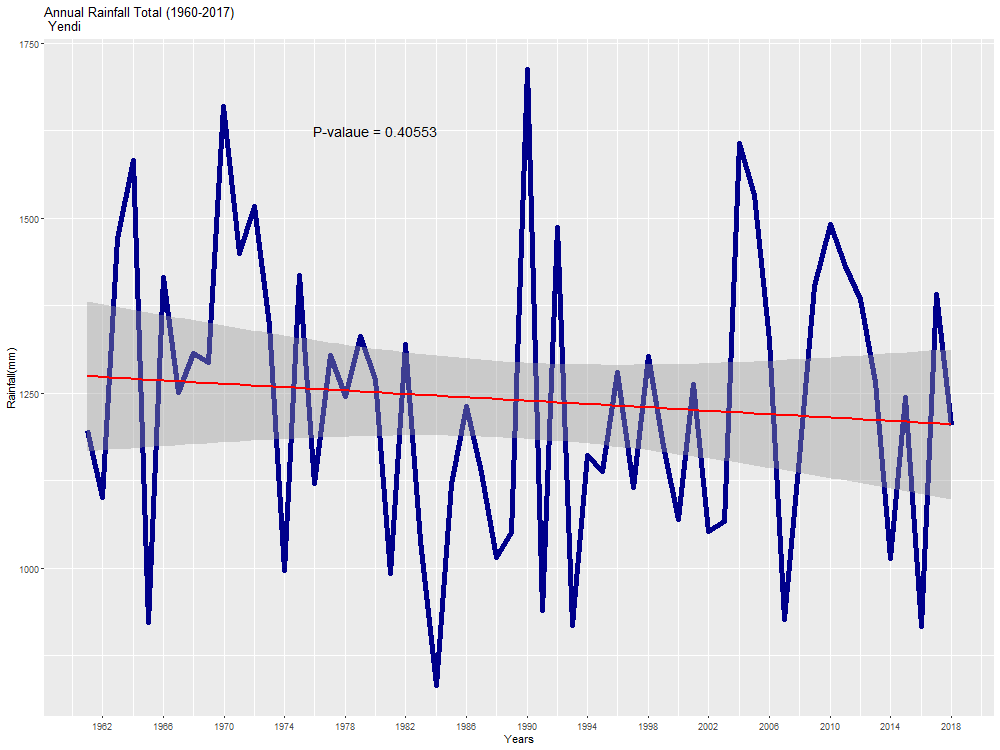 Annual Rainfall Total (1960-2017)
Yendi
P-valaue = 0.40553
1750
1500
1250
1000
Rainfall(mm)
1962 1966 1970 1974 1978 1982 1986 1990 1994 1998 2002 2006 2010 2014 2018
Years